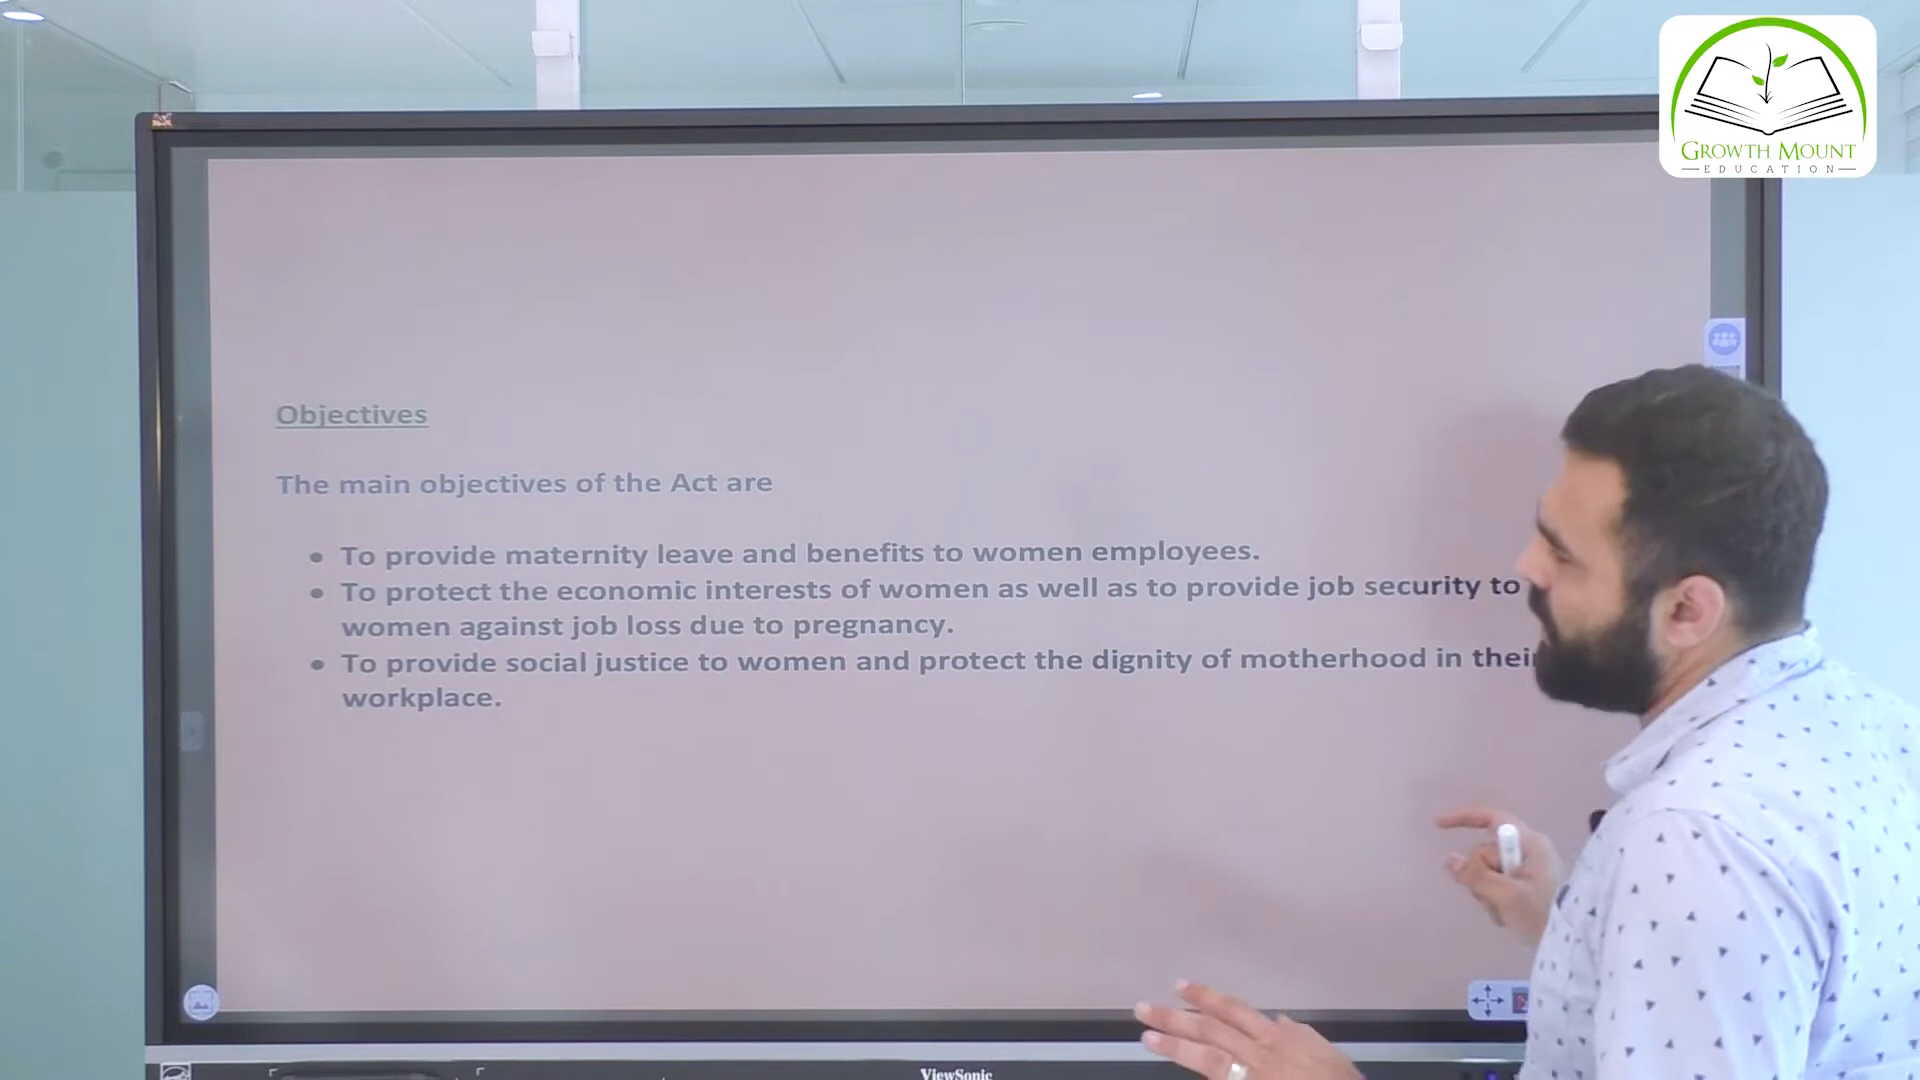 GROWTH MOUNT
EDUCATION
Objectives
The main objectives of the Act are
• To provide maternity leave and benefits to women employees.
• To protect the economic interests of women as well as to provide job security to
women against job loss due to pregnancy.
• To provide social justice to women and protect the dignity of motherhood in their
workplace.
ViewSonic